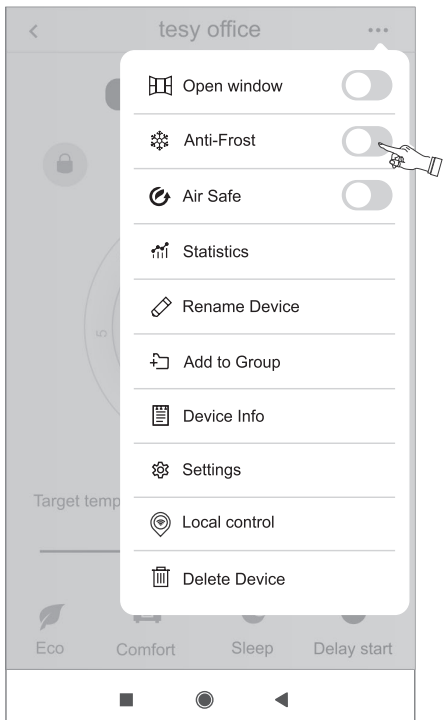 tesy office
Open window
Anti-Frost
Air Safe
Statistics
Rename Device
5
Add to Group
Device Info
Settings
Target temp
Local control
Delete Device
Eco Comfort Sleep Delay start